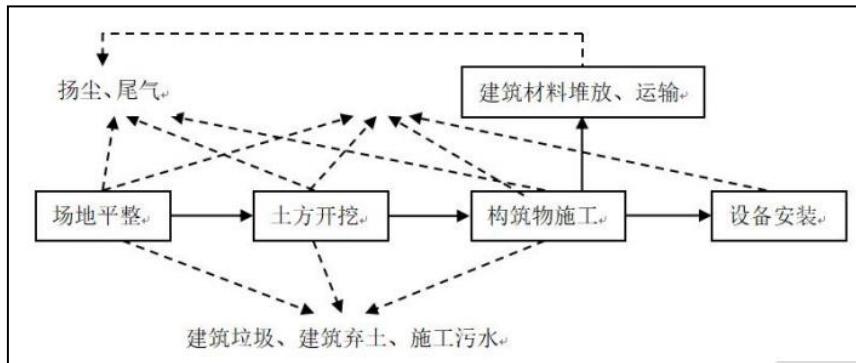 扬尘、尾气
建筑材料堆放、运输
场地平整
土方开挖
构筑物施工
设备安装
建筑垃圾、建筑弃土、施工污水